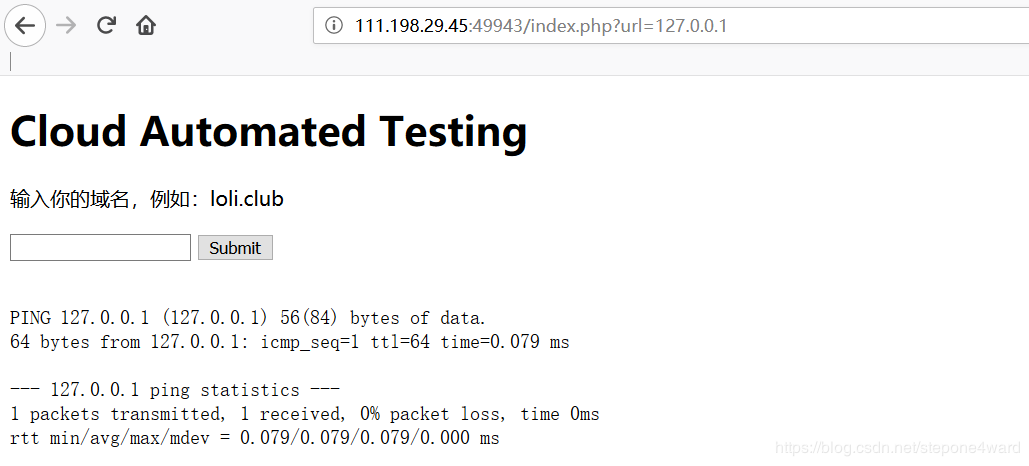 111.198.29.45:49943/index.php?url=127.0.0.1
Cloud Automated Testing
输入你的域名，例如：loli.club
Submit
PING 127.0.0.1 (127.0.0.1) 56(84) bytes of data.
64 bytes from 127.0.0.1: icmp_seq=1 ttl=64 time=0.079 ms
--- 127.0.0.1 ping statistics ---
1 packets transmitted, 1 received, 0% packet loss, time 0ms
rtt min/avg/max/mdev = 0.079/0.079/0.079/0.000 ms
https://blog.csdn.net/stepone4ward